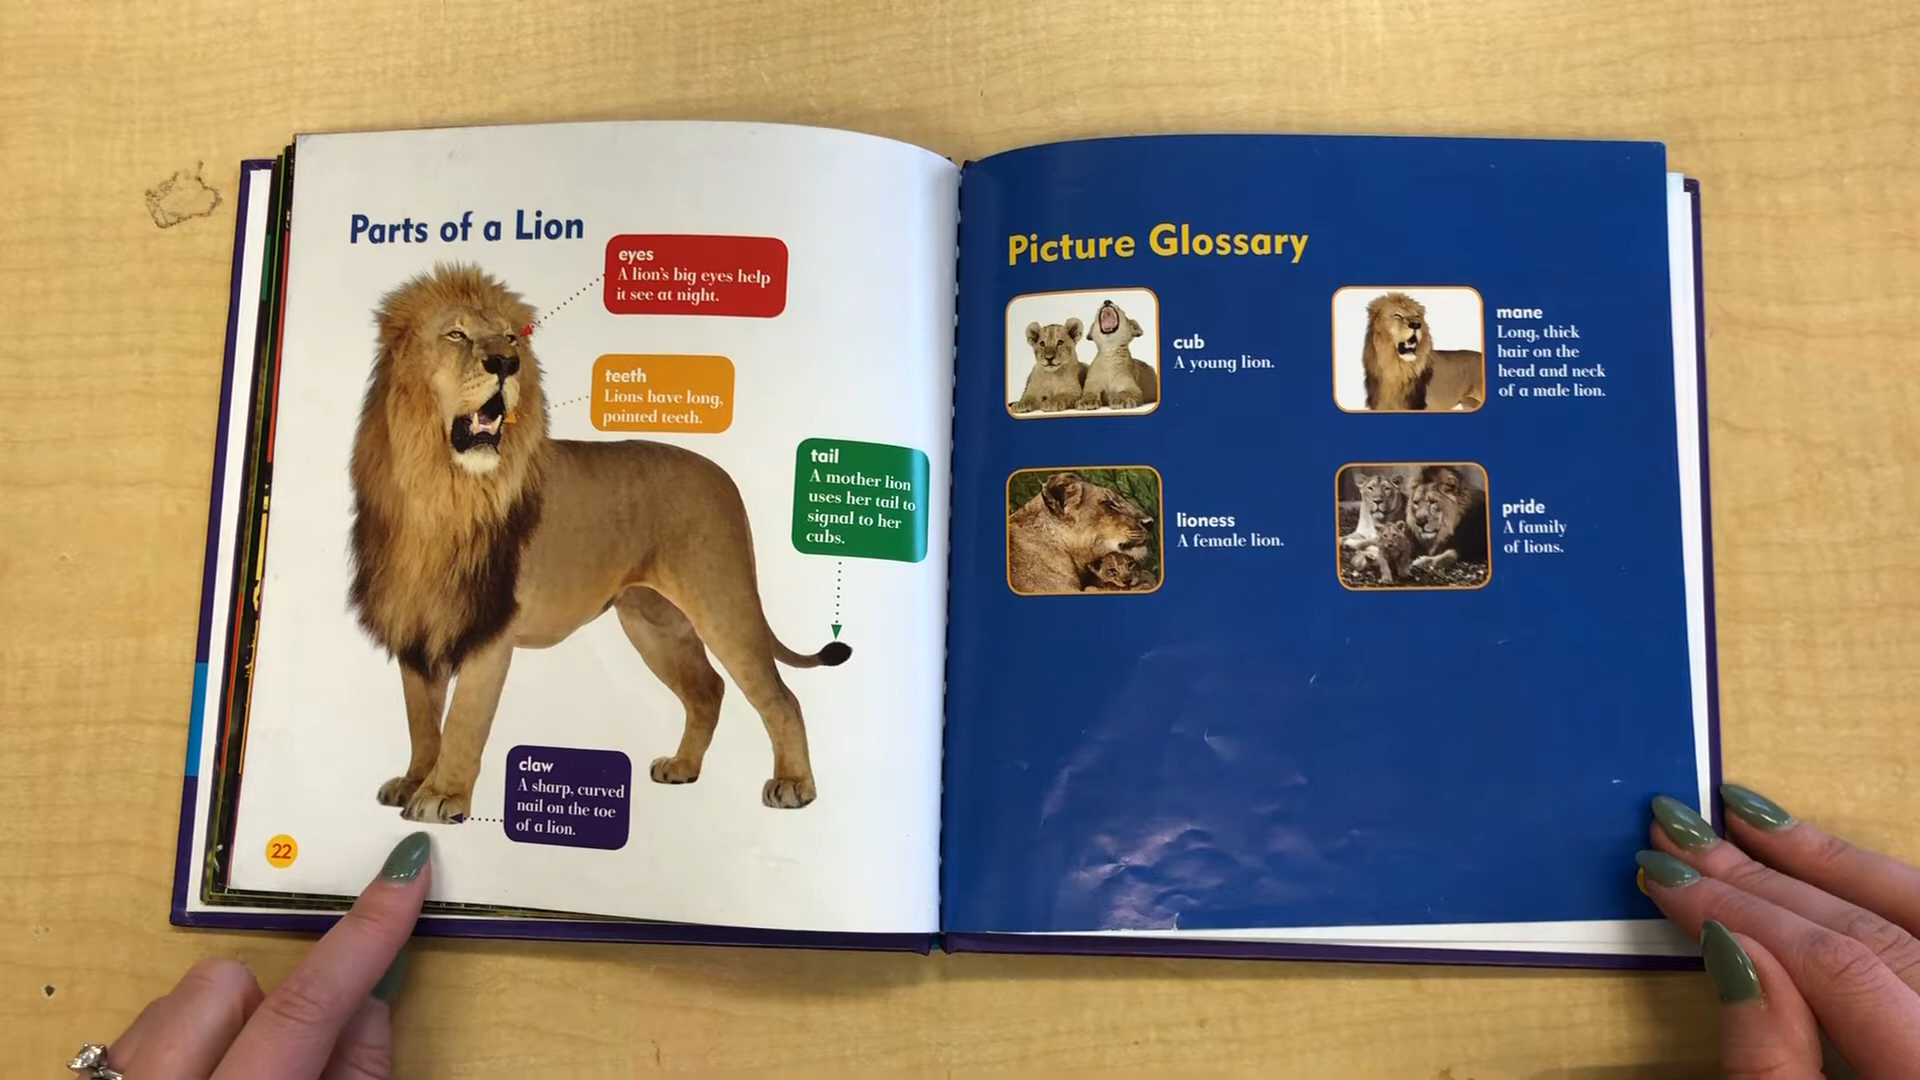 Parts of a Lion
eyes
A lion's big eyes help
it see at night.
teeth
Lions have long,
pointed teeth.
tail
A mother lion
uses her tail to
signal to her
cubs.
claw
A sharp, curved
nail on the toe
of a lion.
22
Picture Glossary
cub
A young lion.
mane
Long, thick
hair on the
head and neck
of a male lion.
lioness
A female lion.
pride
A family
of lions.